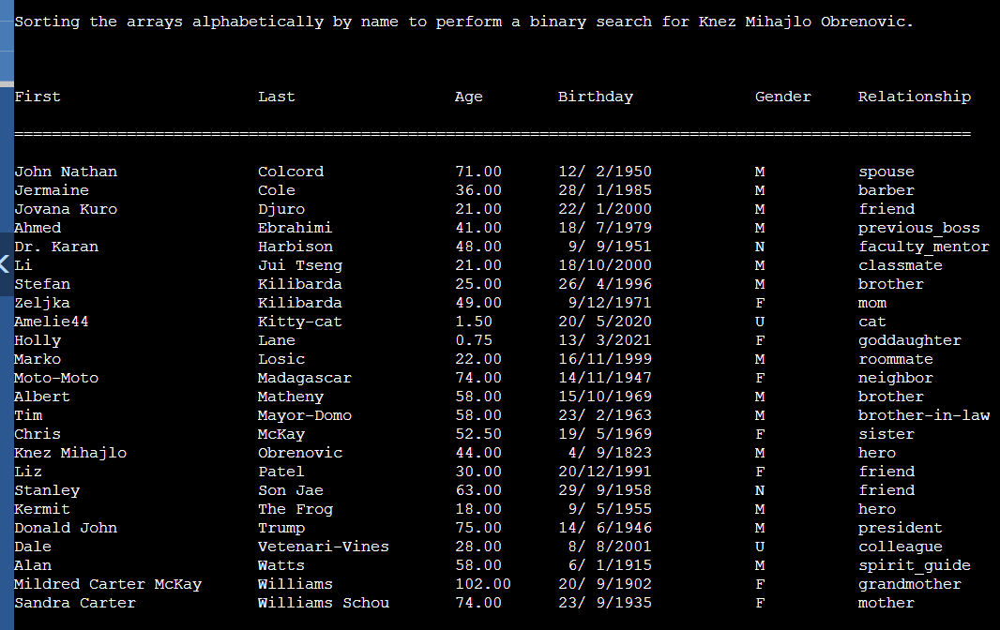 Sorting the arrays alphabetically by name to perform a binary search for Knez Mihajlo Obrenovic.
First Last Age Birthday Gender Relationship
======================================================================================================
John Nathan Colcord 71.00 12/ 2/1950 M spouse
Jermaine Cole 36.00 28/ 1/1985 M barber
Jovana Kuro Djuro 21.00 22/ 1/2000 M friend
Ahmed Ebrahimi 41.00 18/ 7/1979 M previous_boss
Dr. Karan Harbison 48.00 9/ 9/1951 N faculty_mentor
Li Jui Tseng 21.00 18/10/2000 M classmate
Stefan Kilibarda 25.00 26/ 4/1996 M brother
Zeljka Kilibarda 49.00 9/12/1971 F mom
Amelie44 Kitty-cat 1.50 20/ 5/2020 U cat
Holly Lane 0.75 13/ 3/2021 F goddaughter
Marko Losic 22.00 16/11/1999 M roommate
Moto-Moto Madagascar 74.00 14/11/1947 F neighbor
Albert Matheny 58.00 15/10/1969 M brother
Tim Mayor-Domo 58.00 23/ 2/1963 M brother-in-law
Chris McKay 52.50 19/ 5/1969 F sister
Knez Mihajlo Obrenovic 44.00 4/ 9/1823 M hero
Liz Patel 30.00 20/12/1991 F friend
Stanley Son Jae 63.00 29/ 9/1958 N friend
Kermit The Frog 18.00 9/ 5/1955 M hero
Donald John Trump 75.00 14/ 6/1946 M president
Dale Vetenari-Vines 28.00 8/ 8/2001 U colleague
Alan Watts 58.00 6/ 1/1915 M spirit_guide
Mildred Carter McKay Williams 102.00 20/ 9/1902 F grandmother
Sandra Carter Williams Schou 74.00 23/ 9/1935 F mother